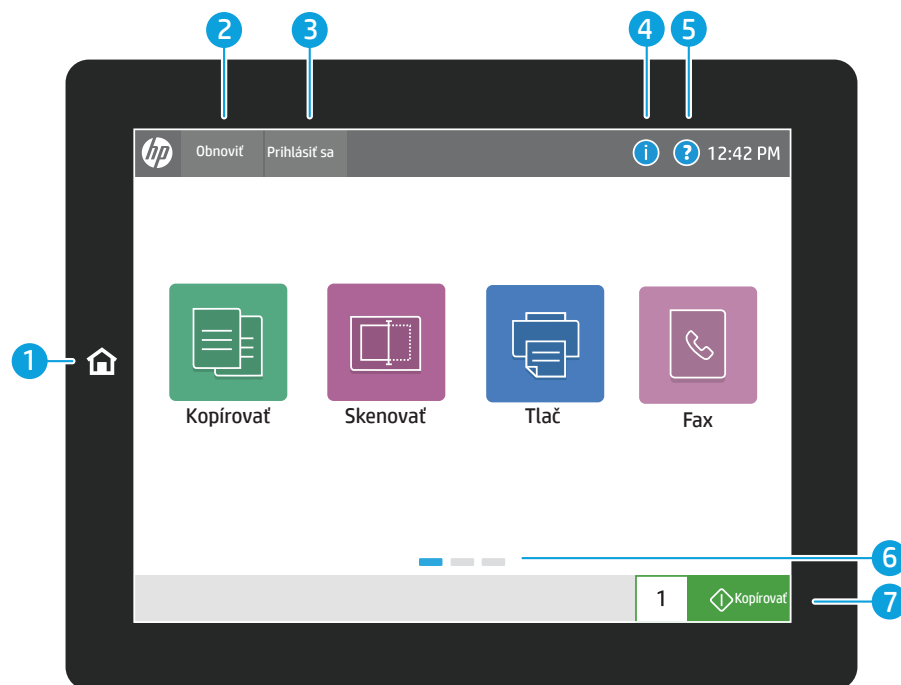 2 3 4 5
hp Obnoviť Prihlásiť sa i ? 12:42 PM
1
Kopírovať Skenovať Tlač Fax
6
1 Kopírovať 7